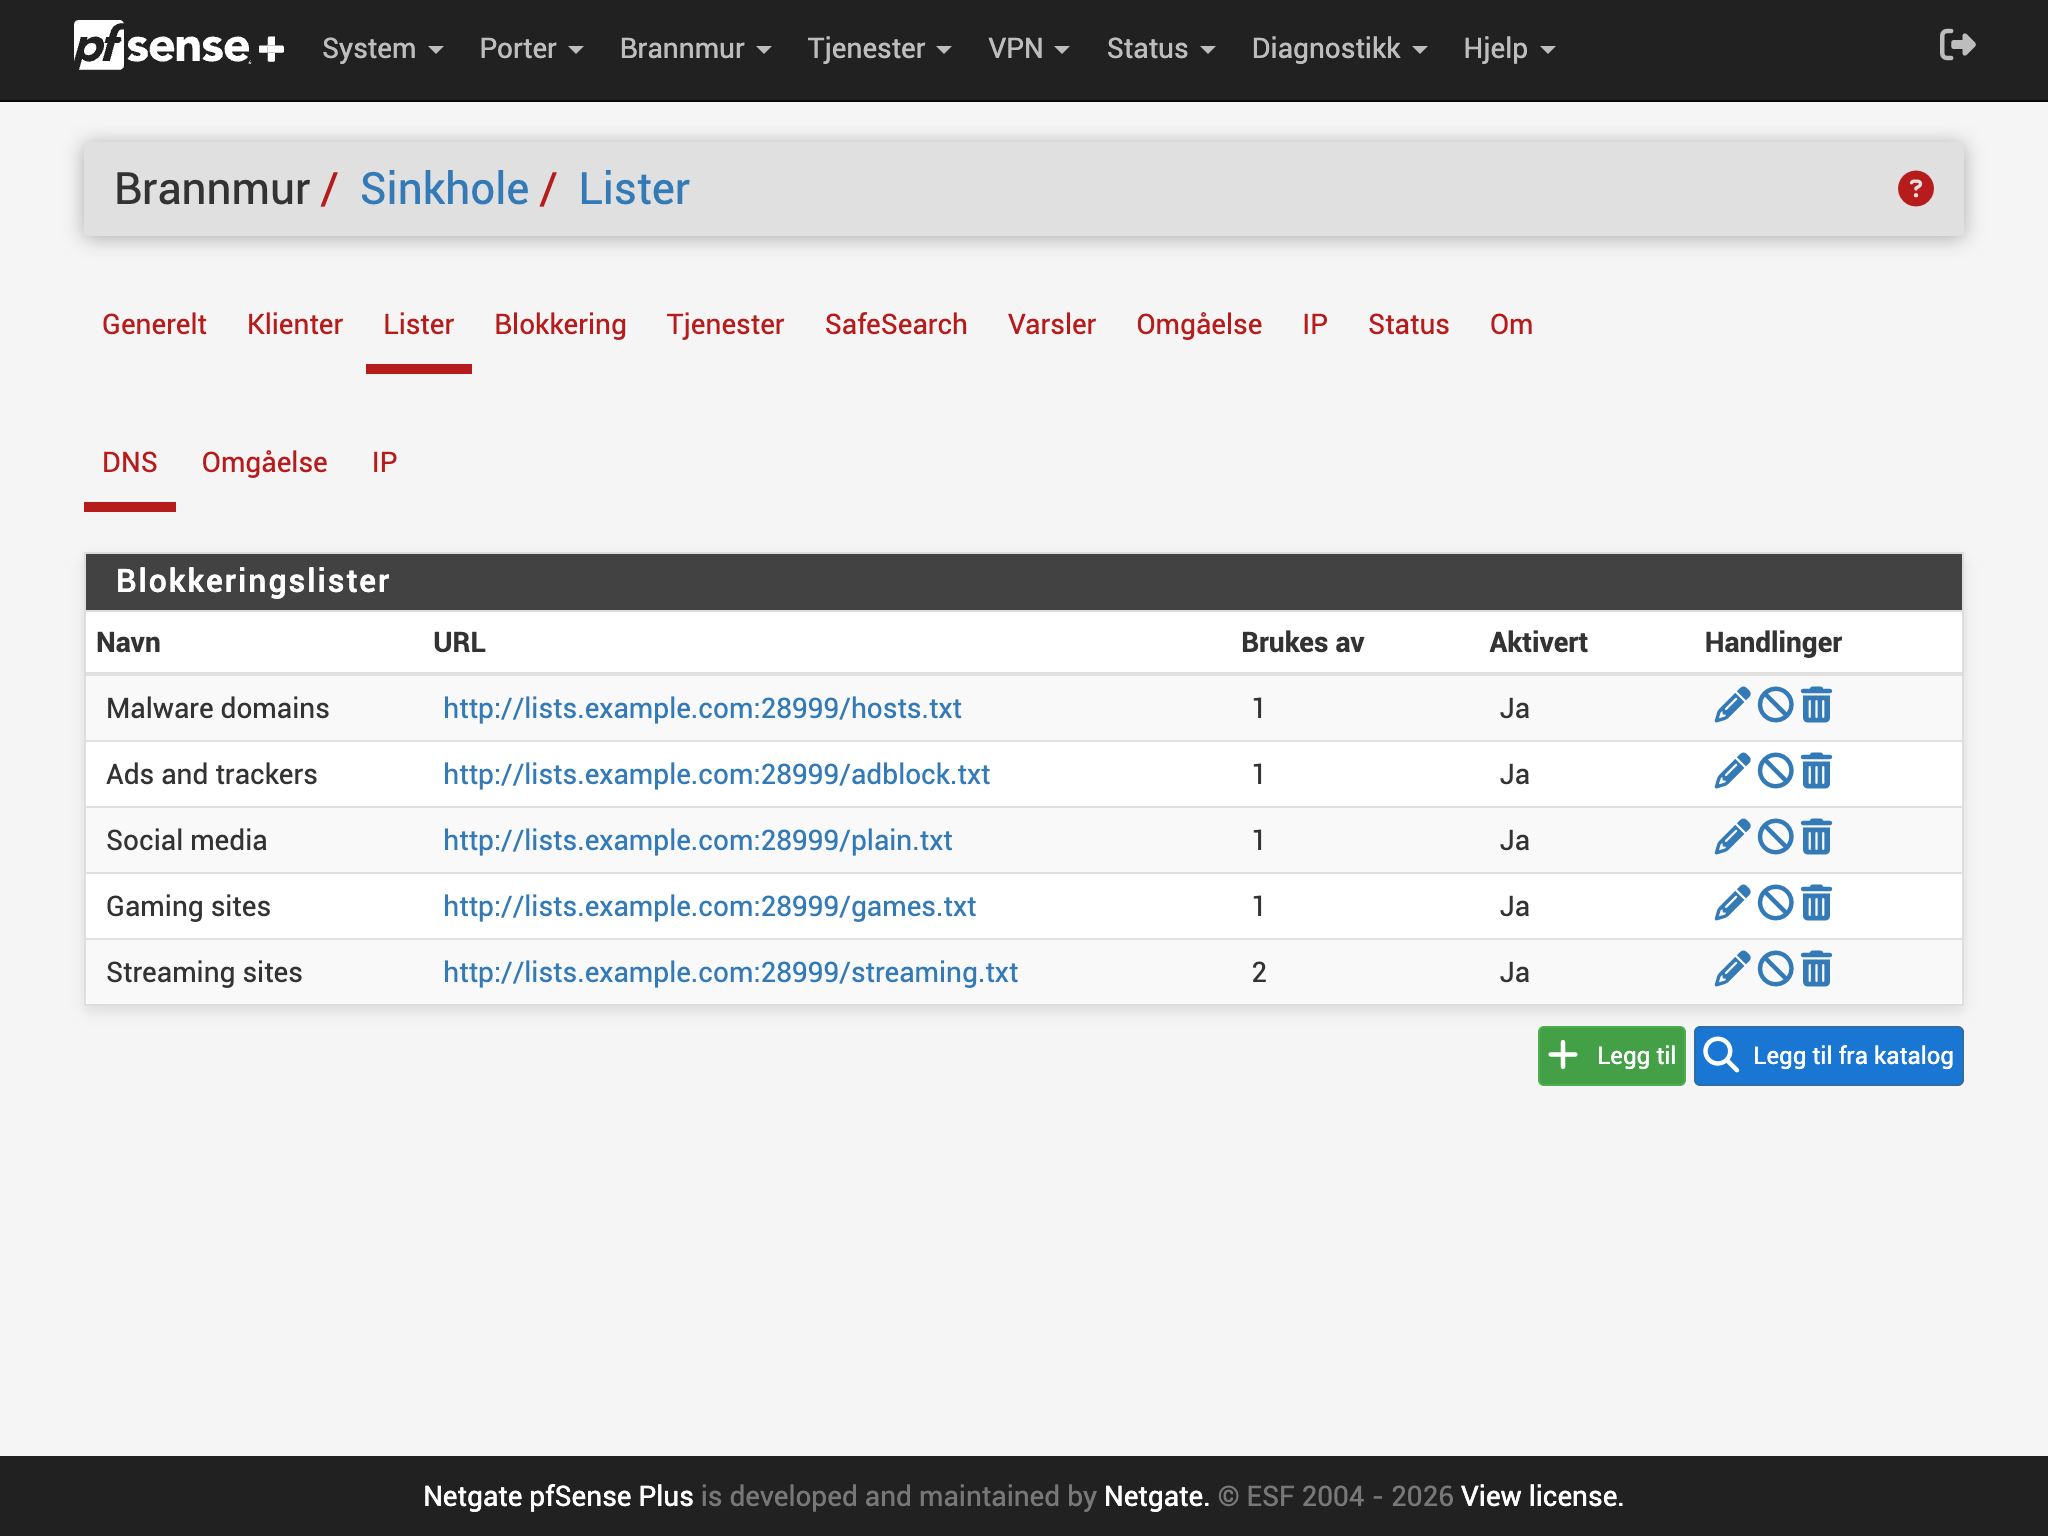 pfsense+ System Porter Brannmur Tjenester VPN Status Diagnostikk Hjelp
Brannmur / Sinkhole / Lister
Generelt Klienter Lister Blokkering Tjenester SafeSearch Varsler Omgåelse IP Status Om
DNS Omgåelse IP
Blokkeringslister
Navn URL Brukes av Aktivert Handlinger
Malware domains http://lists.example.com:28999/hosts.txt 1 Ja
Ads and trackers http://lists.example.com:28999/adblock.txt 1 Ja
Social media http://lists.example.com:28999/plain.txt 1 Ja
Gaming sites http://lists.example.com:28999/games.txt 1 Ja
Streaming sites http://lists.example.com:28999/streaming.txt 2 Ja
Legg til Legg til fra katalog
Netgate pfSense Plus is developed and maintained by Netgate. © ESF 2004 - 2026 View license.